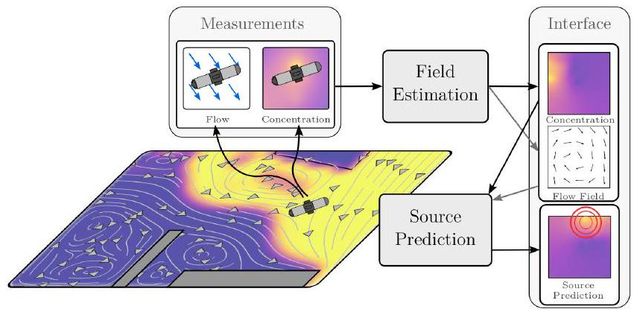 Measurements
Flow
Concentration
Field
Estimation
Interface
Concentration
Flow Field
Source
Prediction
Source
Prediction